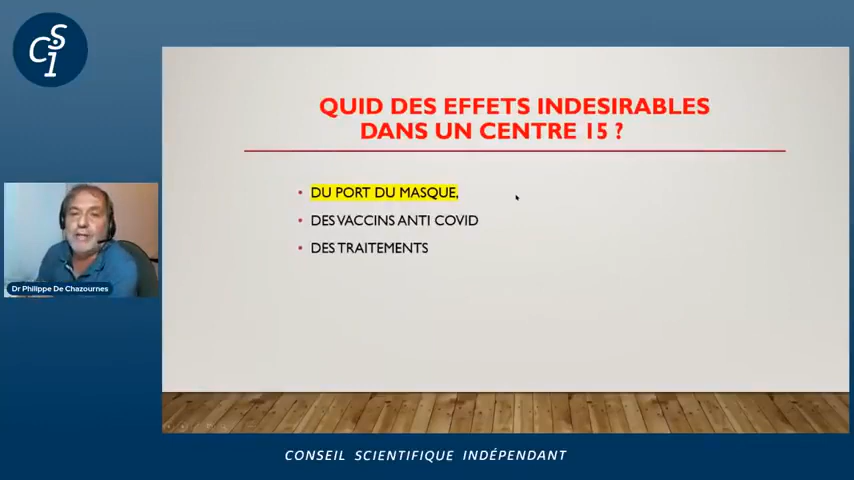 CSI
QUID DES EFFETS INDESIRABLES
DANS UN CENTRE 15 ?
• DU PORT DU MASQUE,
• DES VACCINS ANTI COVID
• DES TRAITEMENTS
Dr Philippe De Chazournes
CONSEIL SCIENTIFIQUE INDÉPENDANT